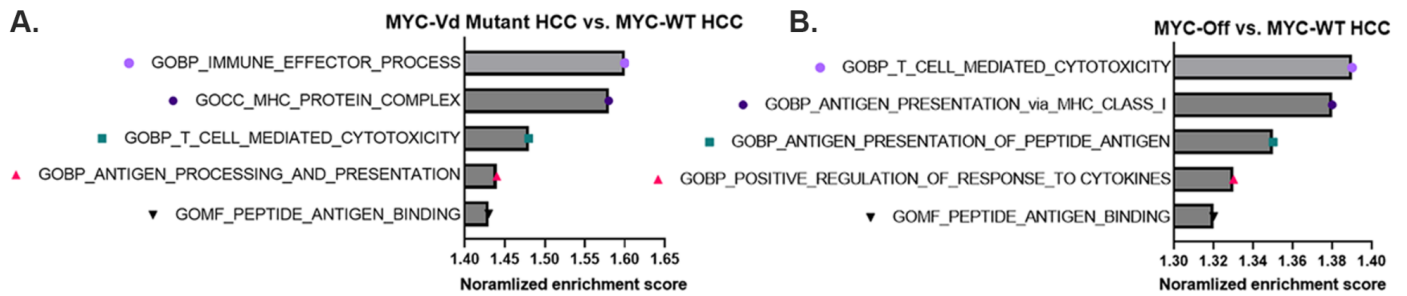 A.
MYC-Vd Mutant HCC vs. MYC-WT HCC
GOBP_IMMUNE_EFFECTOR_PROCESS
GOCC_MHC_PROTEIN_COMPLEX
GOBP_T_CELL_MEDIATED_CYTOTOXICITY
GOBP_ANTIGEN_PROCESSING_AND_PRESENTATION
GOMF_PEPTIDE_ANTIGEN_BINDING
1.40 1.45 1.50 1.55 1.60 1.65
Noramlized enrichment score
B.
MYC-Off vs. MYC-WT HCC
GOBP_T_CELL_MEDIATED_CYTOTOXICITY
GOBP_ANTIGEN_PRESENTATION_via_MHC_CLASS_I
GOBP_ANTIGEN_PRESENTATION_OF_PEPTIDE_ANTIGEN
GOBP_POSITIVE_REGULATION_OF_RESPONSE_TO CYTOKINES
GOMF_PEPTIDE_ANTIGEN_BINDING
1.30 1.32 1.34 1.36 1.38 1.40
Noramlized enrichment score